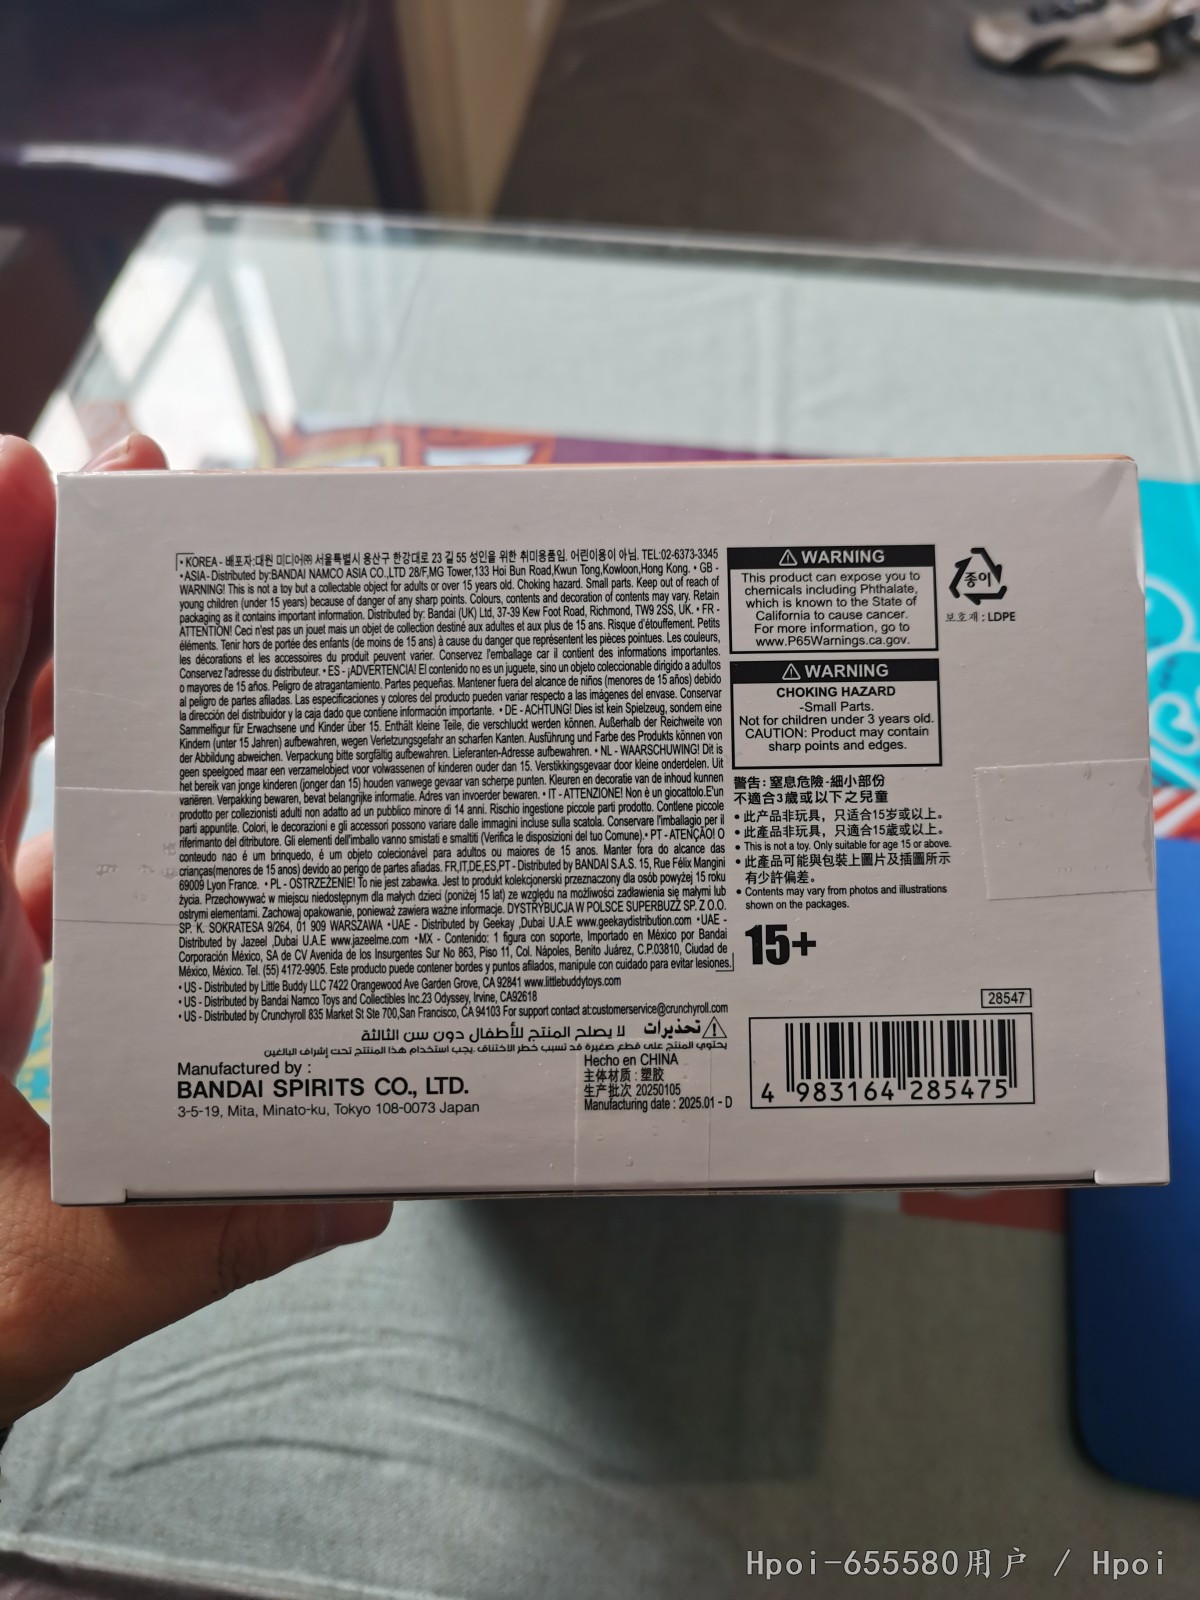 • KOREA - 배포자:대원 미디어㈜ 서울특별시 용산구 한강대로 23 길 55 성인을 위한 취미용품임. 어린이용이 아님. TEL:02-6373-3345
• ASIA- Distributed by:BANDAI NAMCO ASIA CO.,LTD 28/F,MG Tower,133 Hoi Bun Road,Kwun Tong,Kowloon,Hong Kong. • GB -
WARNING! This is not a toy but a collectable object for adults or over 15 years old. Choking hazard. Small parts. Keep out of reach of
young children (under 15 years) because of danger of any sharp points. Colours, contents and decoration of contents may vary. Retain
packaging as it contains important information. Distributed by: Bandai (UK) Ltd, 37-39 Kew Foot Road, Richmond, TW9 2SS, UK. • FR -
ATTENTION! Ceci n'est pas un jouet mais un objet de collection destiné aux adultes et aux plus de 15 ans. Risque d'étouffement. Petits
éléments. Tenir hors de portée des enfants (de moins de 15 ans) à cause du danger que représentent les pièces pointues. Les couleurs,
les décorations et les accessoires du produit peuvent varier. Conservez l'emballage car il contient des informations importantes.
Conservez l'adresse du distributeur. • ES - ¡ADVERTENCIA! El contenido no es un juguete, sino un objeto coleccionable dirigido a adultos
o mayores de 15 años. Peligro de atragantamiento. Partes pequeñas. Mantener fuera del alcance de niños (menores de 15 años) debido
al peligro de partes afiladas. Las especificaciones y colores del producto pueden variar respecto a las imágenes del envase. Conservar
la dirección del distribuidor y la caja dado que contiene información importante. • DE - ACHTUNG! Dies ist kein Spielzeug, sondern eine
Sammelfigur für Erwachsene und Kinder über 15. Enthält kleine Teile, die verschluckt werden können. Außerhalb der Reichweite von
Kindern (unter 15 Jahren) aufbewahren, wegen Verletzungsgefahr an scharfen Kanten. Ausführung und Farbe des Produkts können von
der Abbildung abweichen. Verpackung bitte sorgfältig aufbewahren. Lieferanten-Adresse aufbewahren. • NL - WAARSCHUWING! Dit is
geen speelgoed maar een verzamelobject voor volwassenen of kinderen ouder dan 15. Verstikkingsgevaar door kleine onderdelen. Uit
het bereik van jonge kinderen (jonger dan 15) houden vanwege gevaar van scherpe punten. Kleuren en decoratie van de inhoud kunnen
variëren. Verpakking bewaren, bevat belangrijke informatie. Adres van invoerder bewaren. • IT - ATTENZIONE! Non è un giocattolo.E'un
prodotto per collezionisti adulti non adatto ad un pubblico minore di 14 anni. Rischio ingestione piccole parti prodotto. Contiene piccole
parti appuntite. Colori, le decorazioni e gli accessori possono variare dalle immagini incluse sulla scatola. Conservare l'imballagio per il
riferimanto del ditributore. Gli elementi dell'imballo vanno smistati e smaltiti (Verifica le disposizioni del tuo Comune).• PT - ATENÇÃO! O
conteudo nao é um brinquedo, é um objeto colecionável para adultos ou maiores de 15 anos. Manter fora do alcance das
crianças(menores de 15 anos) devido ao perigo de partes afiladas. FR,IT,DE,ES,PT - Distributed by BANDAI S.A.S. 15, Rue Félix Mangini
69009 Lyon France. • PL - OSTRZEŻENIE! To nie jest zabawka. Jest to produkt kolekcjonerski przeznaczony dla osób powyżej 15 roku
życia. Przechowywać w miejscu niedostępnym dla małych dzieci (poniżej 15 lat) ze względu na możliwości zadławienia się małymi lub
ostrymi elementami. Zachowaj opakowanie, ponieważ zawiera ważne informacje. DYSTRYBUCJA W POLSCE SUPERBUZZ SP. Z O.O.
SP. K. SOKRATESA 9/264, 01 909 WARSZAWA •UAE - Distributed by Geekay ,Dubai U.A.E www.geekaydistribution.com •UAE -
Distributed by Jazeel ,Dubai U.A.E www.jazeelme.com •MX - Contenido: 1 figura con soporte, Importado en México por Bandai
Corporación México, SA de CV Avenida de los Insurgentes Sur No 863, Piso 11, Col. Nápoles, Benito Juárez, C.P.03810, Ciudad de
México, México. Tel. (55) 4172-9905. Este producto puede contener bordes y puntos afilados, manipule con cuidado para evitar lesiones.
• US - Distributed by Little Buddy LLC 7422 Orangewood Ave Garden Grove, CA 92841 www.littlebuddytoys.com
• US - Distributed by Bandai Namco Toys and Collectibles Inc.23 Odyssey, Irvine, CA92618
• US - Distributed by Crunchyroll 835 Market St Ste 700,San Francisco, CA 94103 For support contact at:customerservice@crunchyroll.com
تحذيرات لا يصلح المنتج للأطفال دون سن الثالثة
يحتوي المنتج على قطع صغيرة قد تسبب خطر الاختناق .يجب استخدام هذا المنتج تحت إشراف البالغين
Manufactured by :
BANDAI SPIRITS CO., LTD.
3-5-19, Mita, Minato-ku, Tokyo 108-0073 Japan
Hecho en CHINA
主体材质 : 塑胶
生产批次 20250105
Manufacturing date : 2025.01 - D
WARNING
This product can expose you to
chemicals including Phthalate,
which is known to the State of
California to cause cancer.
For more information, go to
www.P65Warnings.ca.gov.
종이
보호재 : LDPE
WARNING
CHOKING HAZARD
-Small Parts.
Not for children under 3 years old.
CAUTION: Product may contain
sharp points and edges.
警告 : 窒息危險 -細小部份
不適合3歲或以下之兒童
• 此产品非玩具，只适合15岁或以上。
• 此產品非玩具，只適合15歲或以上。
• This is not a toy. Only suitable for age 15 or above.
• 此產品可能與包裝上圖片及插圖所示
有少許偏差。
• Contents may vary from photos and illustrations
shown on the packages.
15+
28547
4 983164 285475
Hpoi-655580用户 / Hpoi